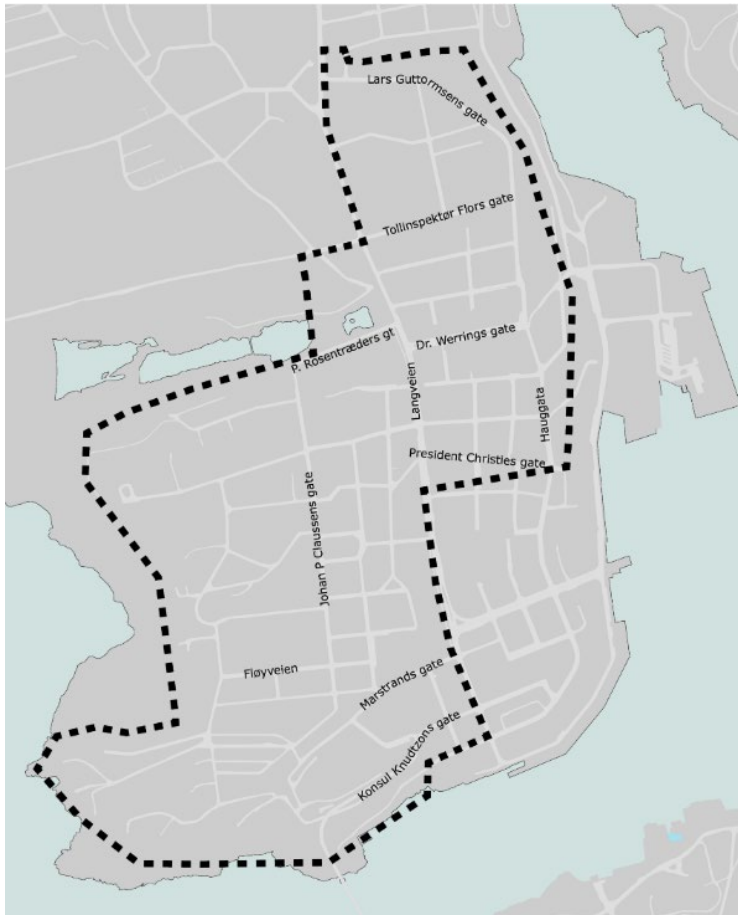 Lars Guttormsens gate
Tollinspektør Flors gate
P. Rosentræders gt
Dr. Werrings gate
Langveien
Hauggata
President Christies gate
Johan P Claussens gate
Fløyveien
Marstrands gate
Konsul Knudtzons gate